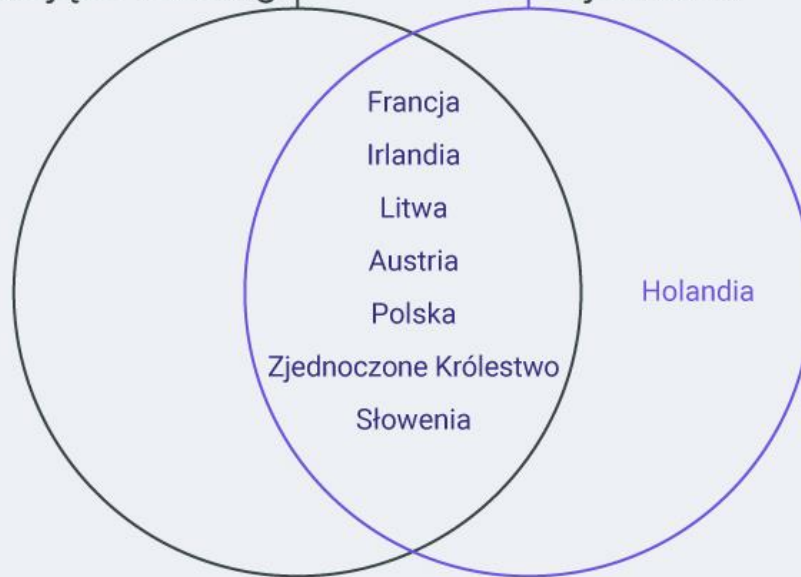 Francja
Irlandia
Litwa
Austria
Polska
Holandia
Zjednoczone Królestwo
Słowenia